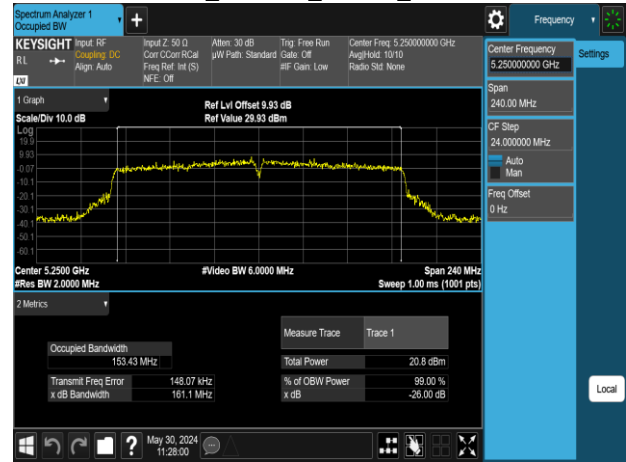 Spectrum Analyzer 1
Occupied BW
Frequency
KEYSIGHT
RL
LXI
Input: RF
Coupling: DC
Align: Auto
Input Z: 50 Ω
Corr CCorr RCal
Freq Ref: Int (S)
NFE: Off
Atten: 30 dB
µW Path: Standard
Trig: Free Run
Gate: Off
#IF Gain: Low
Center Freq: 5.250000000 GHz
Avg|Hold: 10/10
Radio Std: None
Center Frequency
5.250000000 GHz
Settings
Span
240.00 MHz
CF Step
24.000000 MHz
Auto
Man
Freq Offset
0 Hz
1 Graph
Scale/Div 10.0 dB
Ref Lvl Offset 9.93 dB
Ref Value 29.93 dBm
Log
19.9
9.93
-0.07
-10.1
-20.1
-30.1
-40.1
-50.1
-60.1
Center 5.2500 GHz
#Video BW 6.0000 MHz
Span 240 MHz
#Res BW 2.0000 MHz
Sweep 1.00 ms (1001 pts)
2 Metrics
Measure Trace
Trace 1
Occupied Bandwidth
153.43 MHz
Total Power
20.8 dBm
Transmit Freq Error
148.07 kHz
% of OBW Power
99.00 %
x dB Bandwidth
161.1 MHz
x dB
-26.00 dB
Local
?
May 30, 2024
11:28:00